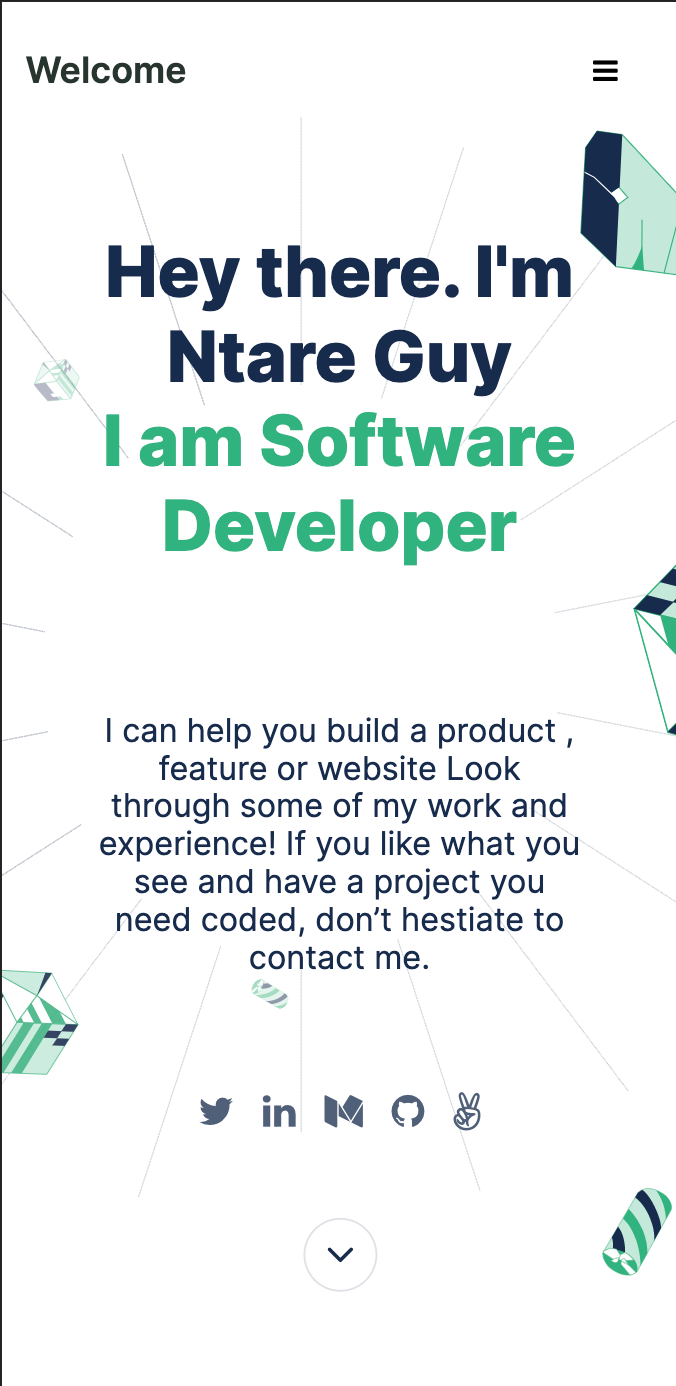 Welcome
Hey there. I'm
Ntare Guy
I am Software
Developer
I can help you build a product ,
feature or website Look
through some of my work and
experience! If you like what you
see and have a project you
need coded, don’t hestiate to
contact me.